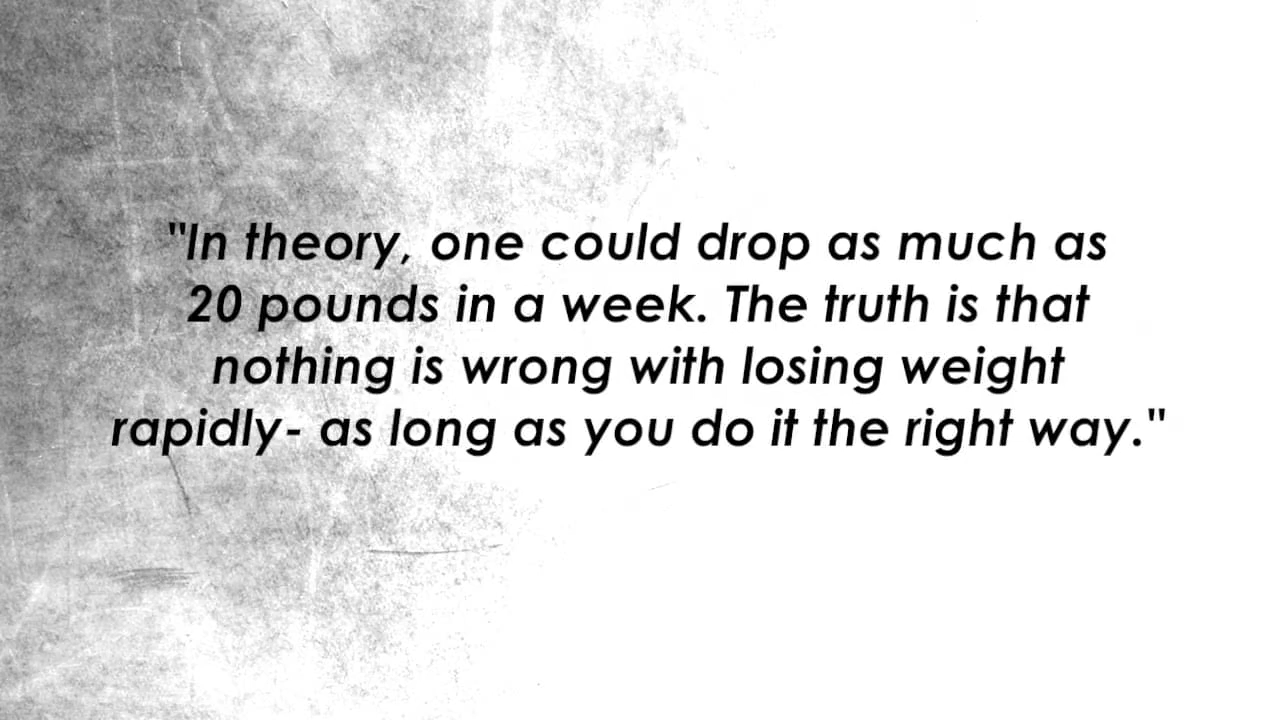 "In theory, one could drop as much as
20 pounds in a week. The truth is that
nothing is wrong with losing weight
rapidly- as long as you do it the right way."